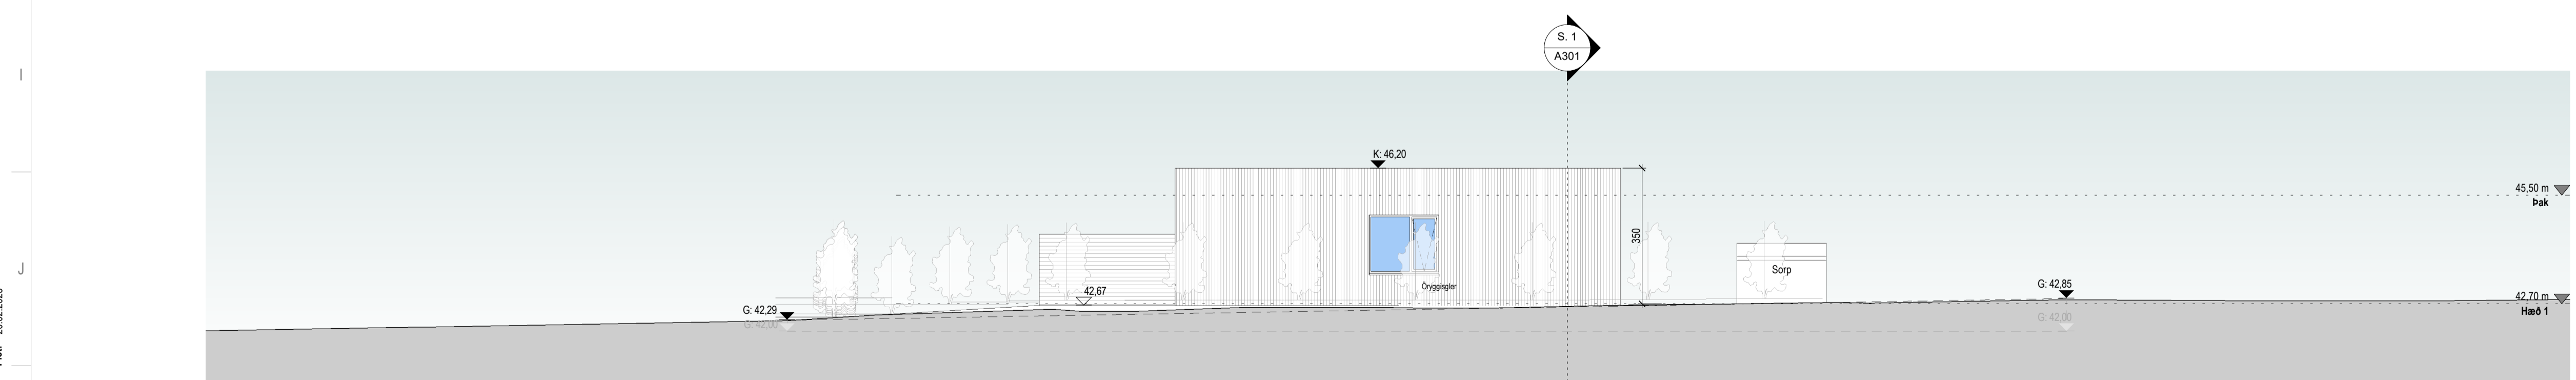 I
S. 1
A301
K: 46,20
45,50 m
Þak
350
J
Sorp
Öryggisgler
42,67
G: 42,85
42,70 m
G: 42,29
G: 42,00
G: 42,00
Hæð 1